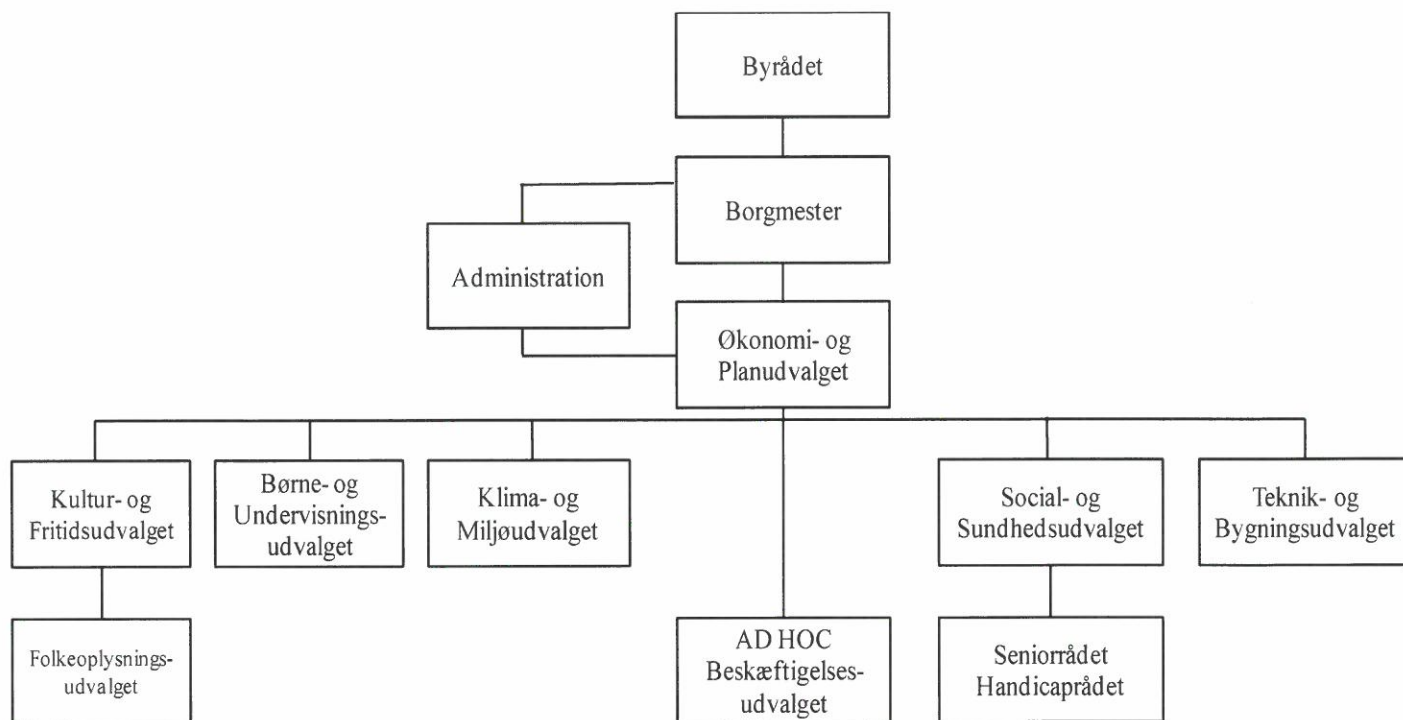 Byrådet
Borgmester
Administration
Økonomi- og
Planudvalget
Kultur- og
Fritidsudvalget
Børne- og
Undervisnings-
udvalget
Klima- og
Miljøudvalget
Social- og
Sundhedsudvalget
Teknik- og
Bygningsudvalget
Folkeoplysnings-
udvalget
AD HOC
Beskæftigelses-
udvalget
Seniorrådet
Handicaprådet